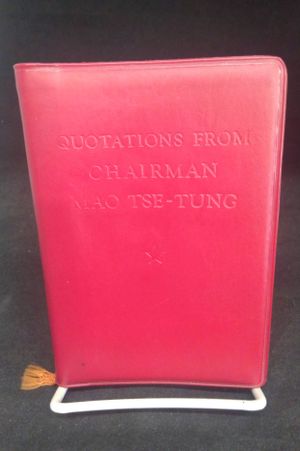 QUOTATIONS FROM
CHAIRMAN
MAO TSE-TUNG